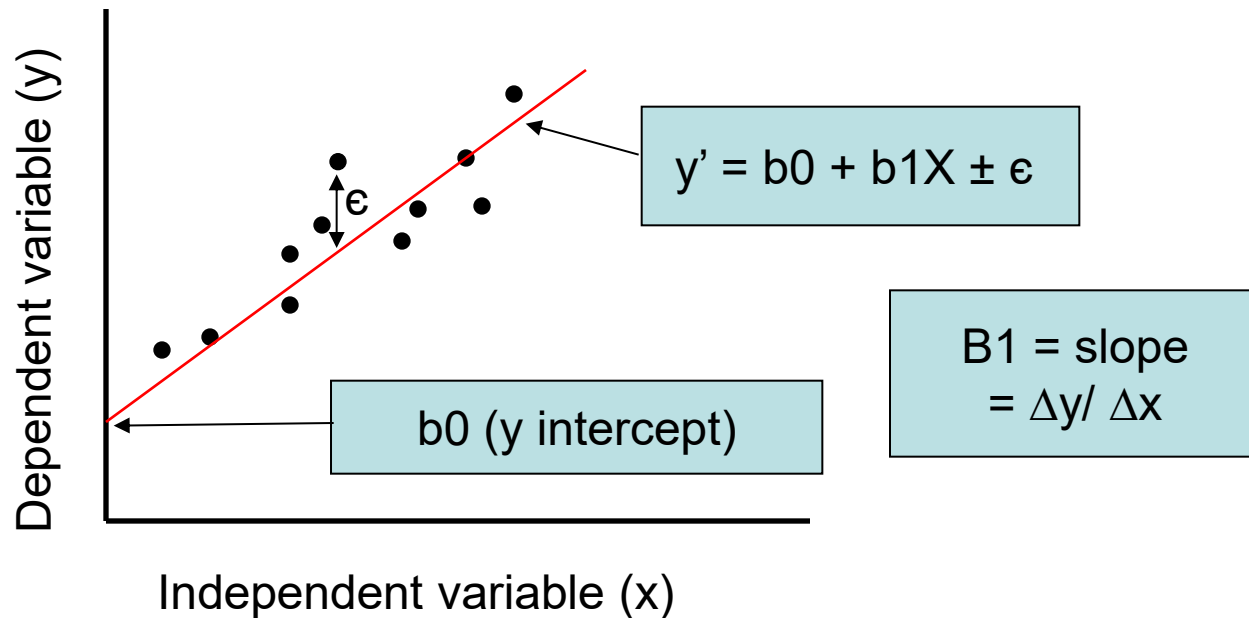 Dependent variable (y)
y’ = b0 + b1X ± є
є
B1 = slope
= ∆y/ ∆x
b0 (y intercept)
Independent variable (x)